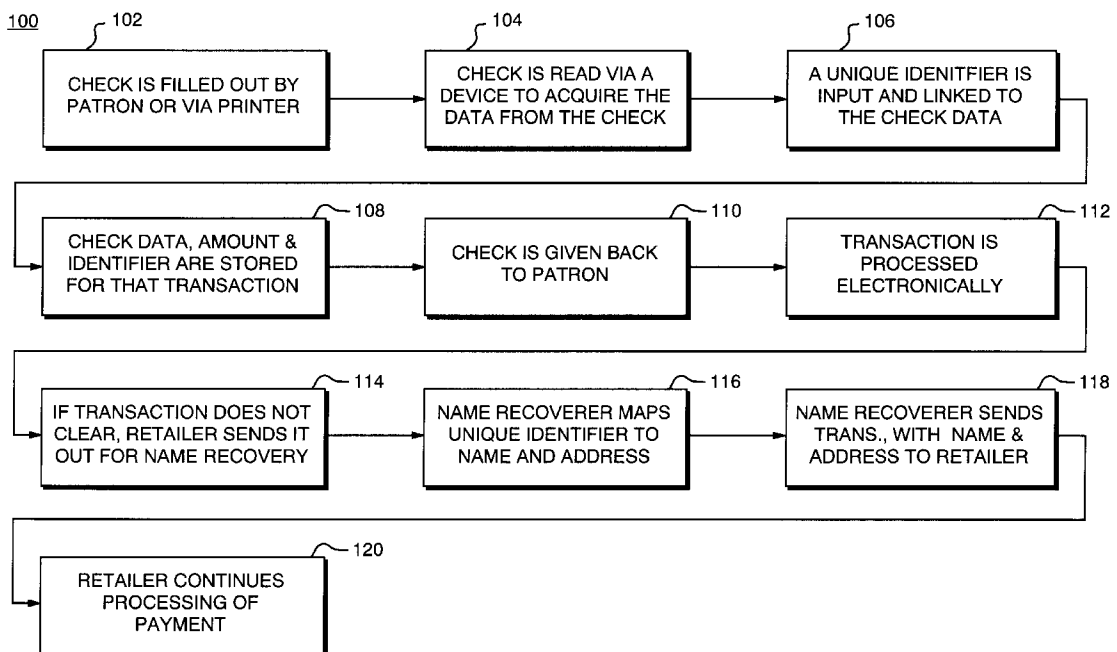 100
102
CHECK IS FILLED OUT BY
PATRON OR VIA PRINTER
104
CHECK IS READ VIA A
DEVICE TO ACQUIRE THE
DATA FROM THE CHECK
106
A UNIQUE IDENITFIER IS
INPUT AND LINKED TO
THE CHECK DATA
108
CHECK DATA, AMOUNT &
IDENTIFIER ARE STORED
FOR THAT TRANSACTION
110
CHECK IS GIVEN BACK
TO PATRON
112
TRANSACTION IS
PROCESSED
ELECTRONICALLY
114
IF TRANSACTION DOES NOT
CLEAR, RETAILER SENDS IT
OUT FOR NAME RECOVERY
116
NAME RECOVERER MAPS
UNIQUE IDENTIFIER TO
NAME AND ADDRESS
118
NAME RECOVERER SENDS
TRANS., WITH NAME &
ADDRESS TO RETAILER
120
RETAILER CONTINUES
PROCESSING OF
PAYMENT